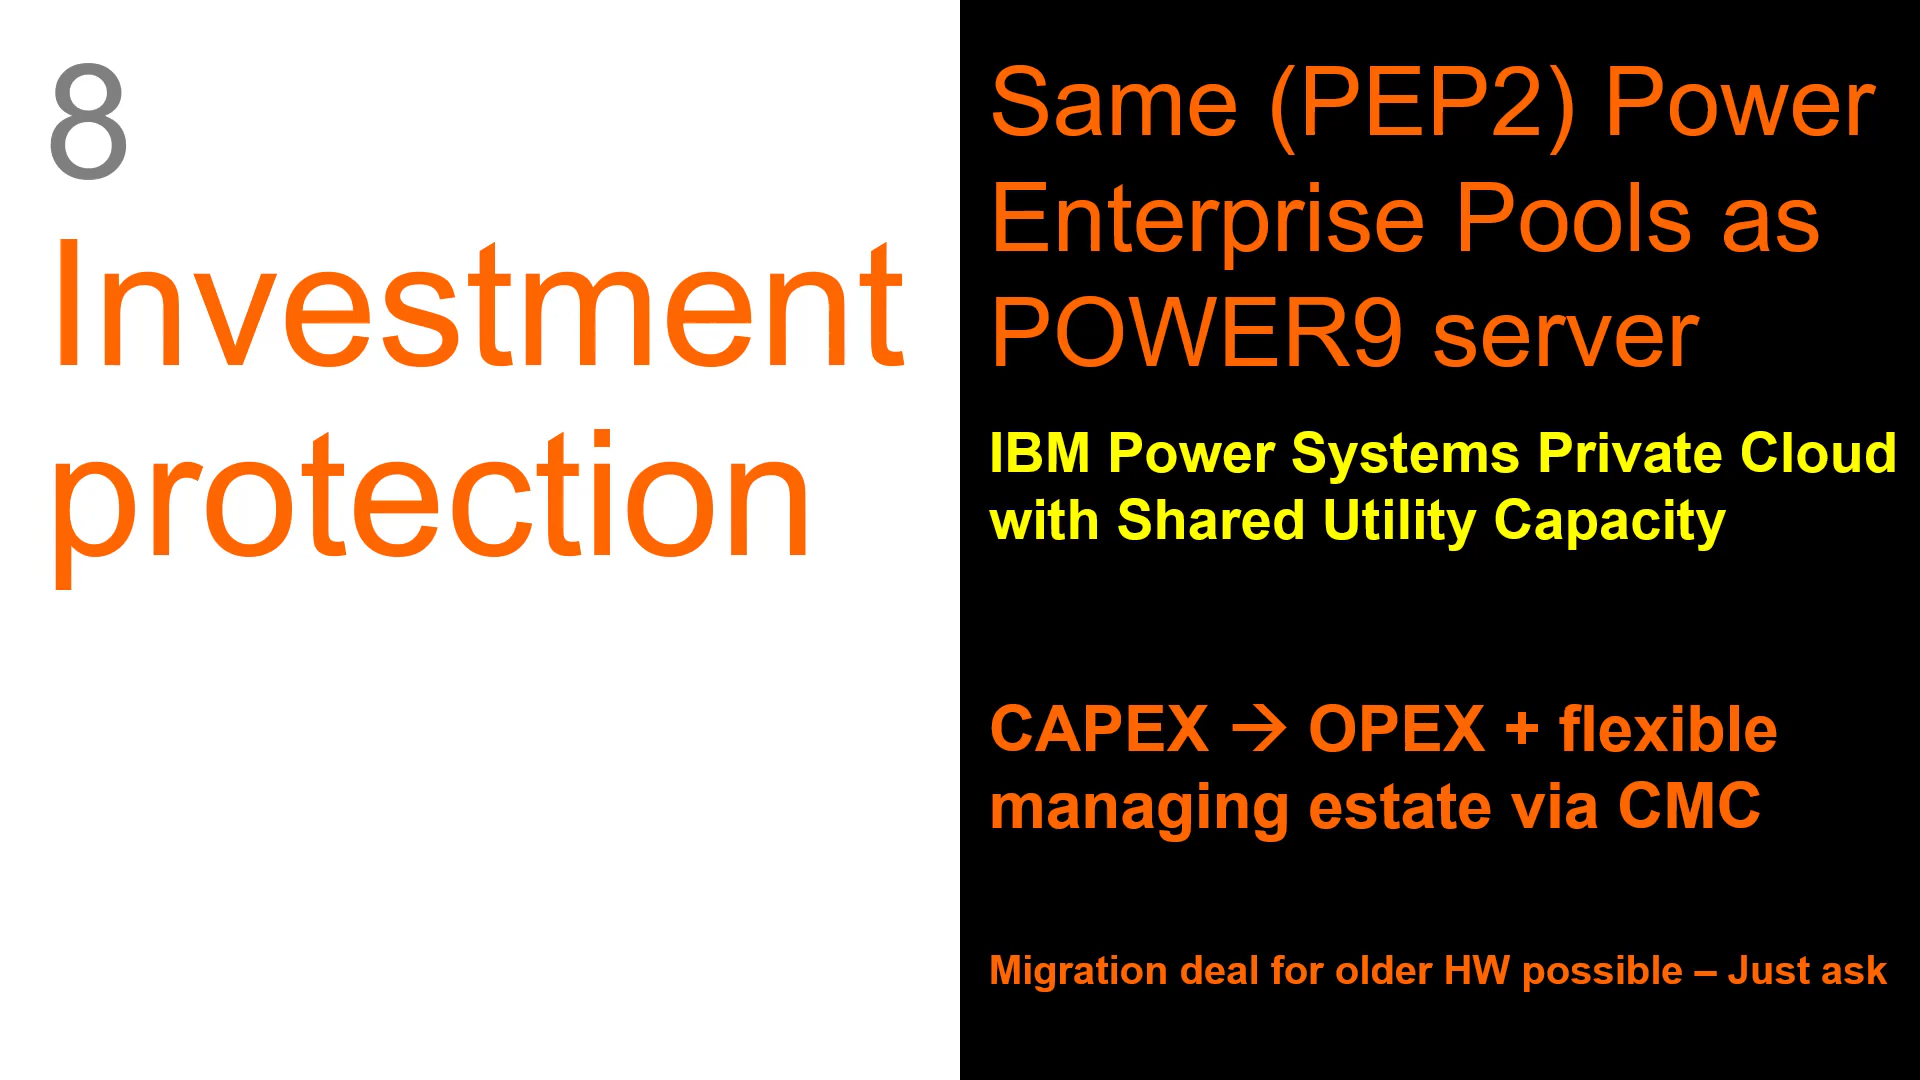 8
Investment
protection
Same (PEP2) Power
Enterprise Pools as
POWER9 server
IBM Power Systems Private Cloud
with Shared Utility Capacity
CAPEX → OPEX + flexible
managing estate via CMC
Migration deal for older HW possible – Just ask